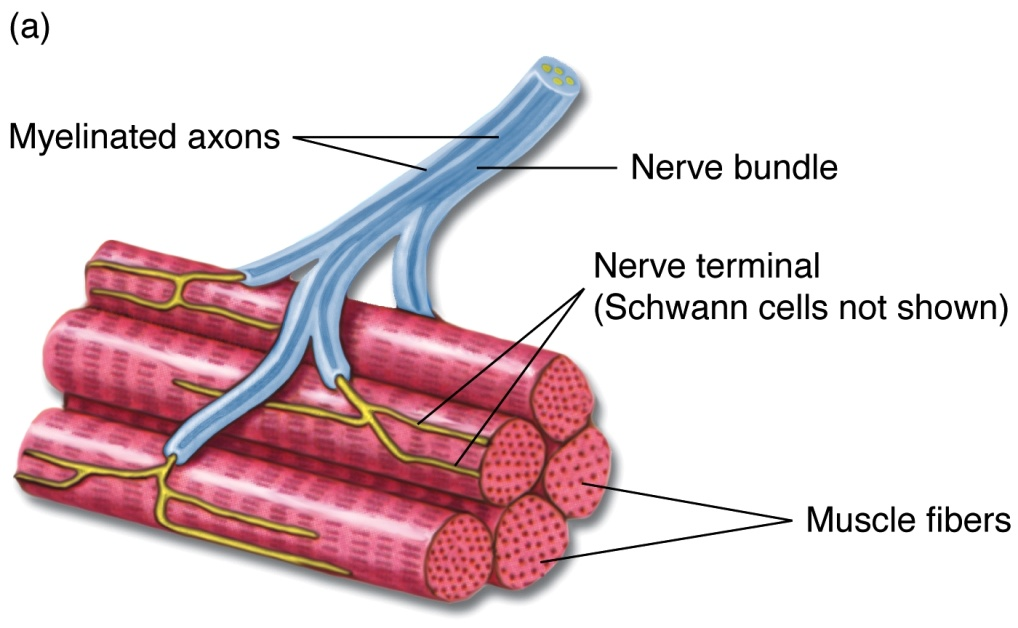 (a)
Myelinated axons
Nerve bundle
Nerve terminal
(Schwann cells not shown)
Muscle fibers